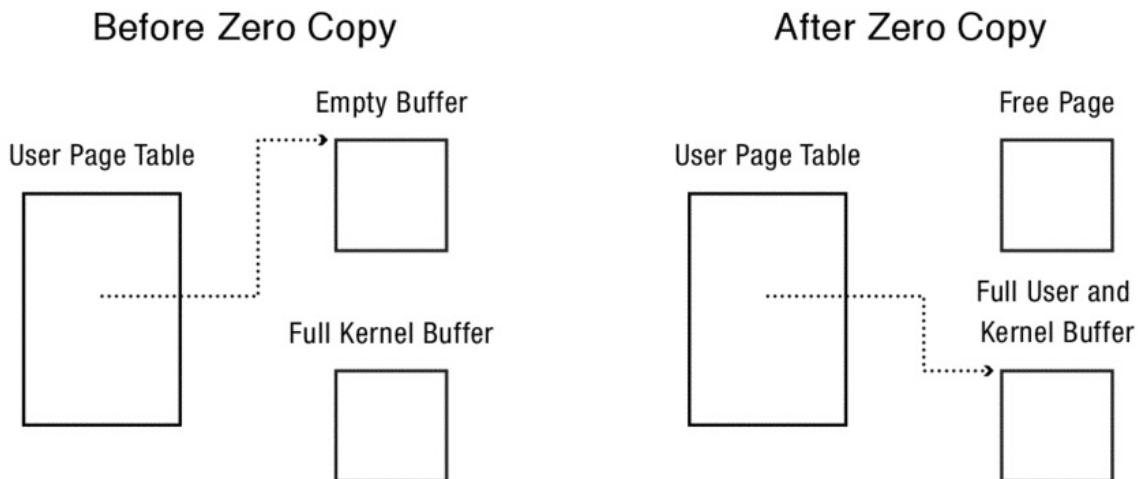 Before Zero Copy
Empty Buffer
User Page Table
Full Kernel Buffer
After Zero Copy
Free Page
User Page Table
Full User and
Kernel Buffer